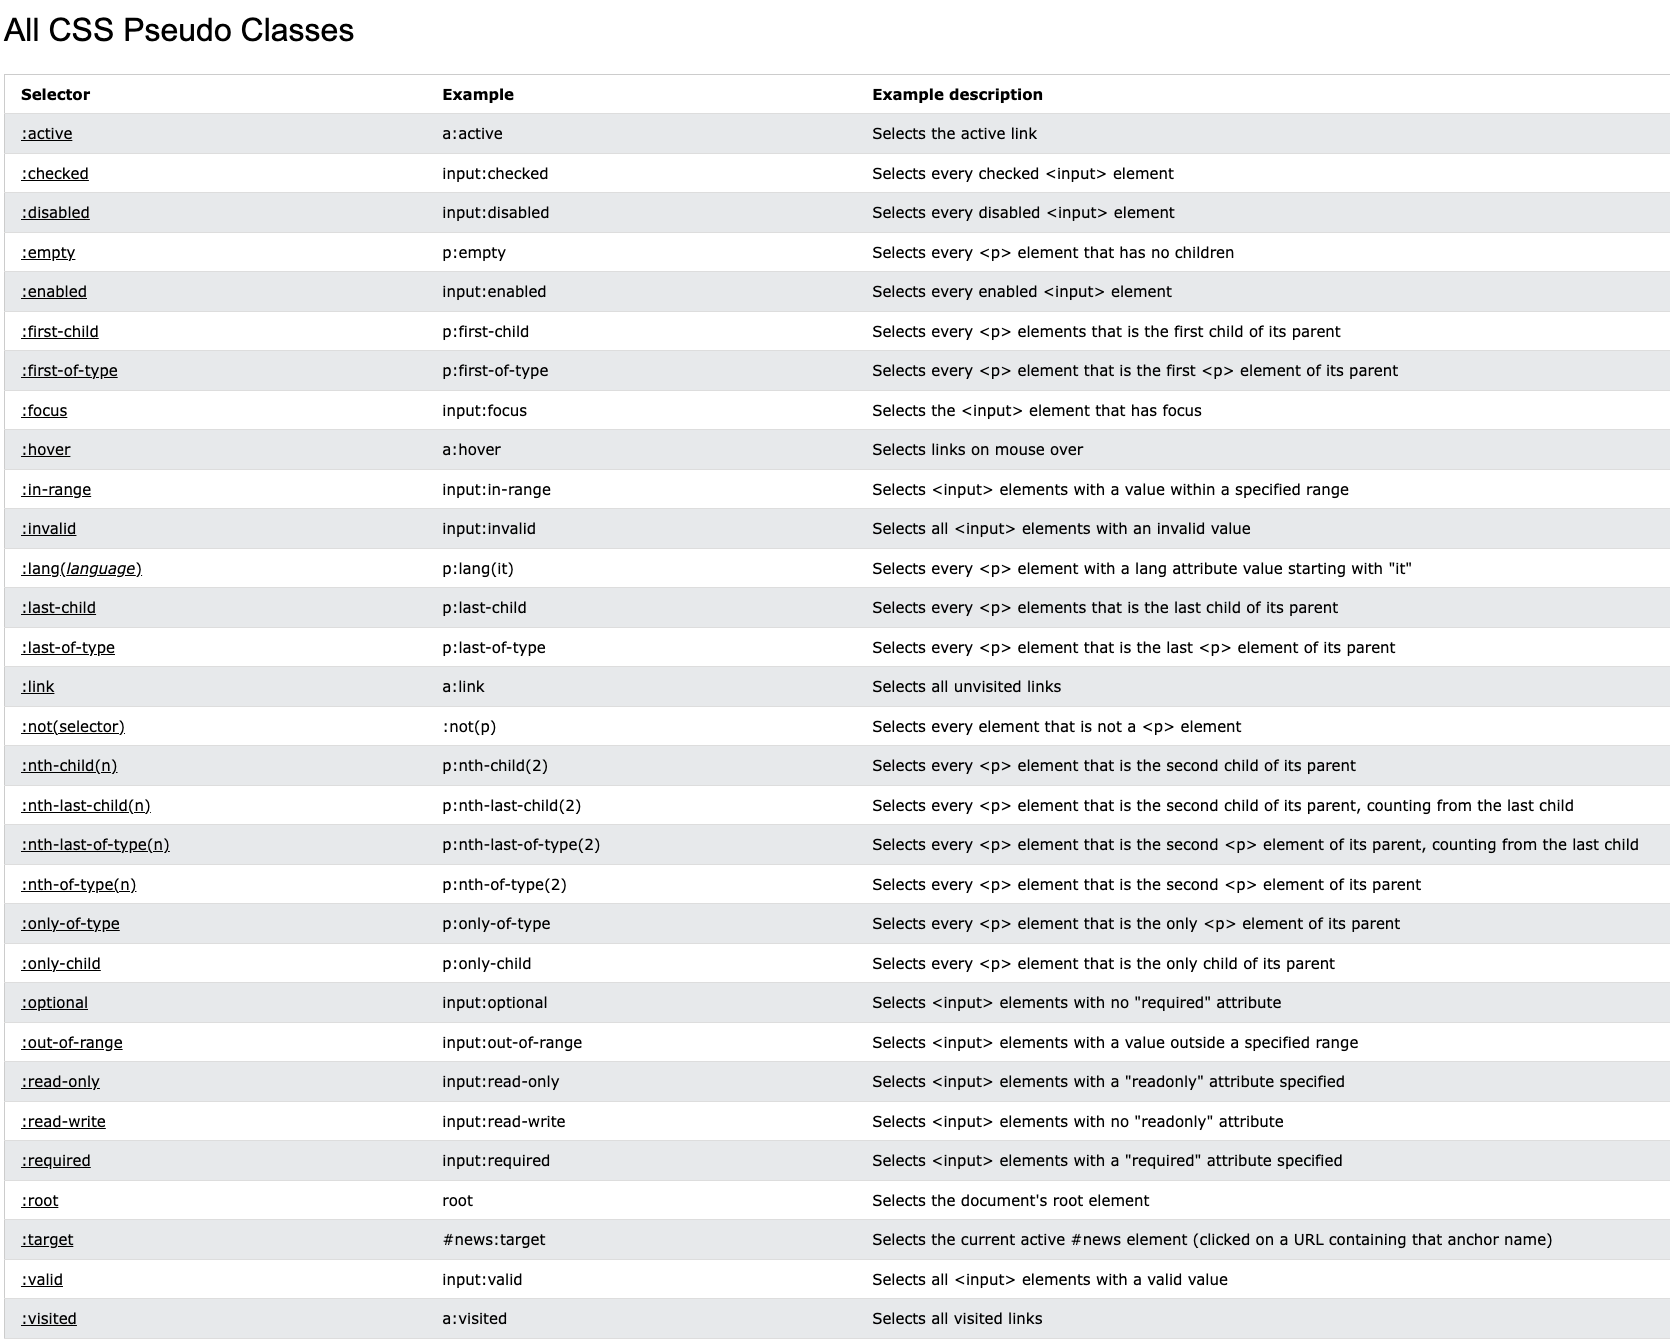 All CSS Pseudo Classes
Selector Example Example description
:active a:active Selects the active link
:checked input:checked Selects every checked <input> element
:disabled input:disabled Selects every disabled <input> element
:empty p:empty Selects every <p> element that has no children
:enabled input:enabled Selects every enabled <input> element
:first-child p:first-child Selects every <p> elements that is the first child of its parent
:first-of-type p:first-of-type Selects every <p> element that is the first <p> element of its parent
:focus input:focus Selects the <input> element that has focus
:hover a:hover Selects links on mouse over
:in-range input:in-range Selects <input> elements with a value within a specified range
:invalid input:invalid Selects all <input> elements with an invalid value
:lang(language) p:lang(it) Selects every <p> element with a lang attribute value starting with "it"
:last-child p:last-child Selects every <p> elements that is the last child of its parent
:last-of-type p:last-of-type Selects every <p> element that is the last <p> element of its parent
:link a:link Selects all unvisited links
:not(selector) :not(p) Selects every element that is not a <p> element
:nth-child(n) p:nth-child(2) Selects every <p> element that is the second child of its parent
:nth-last-child(n) p:nth-last-child(2) Selects every <p> element that is the second child of its parent, counting from the last child
:nth-last-of-type(n) p:nth-last-of-type(2) Selects every <p> element that is the second <p> element of its parent, counting from the last child
:nth-of-type(n) p:nth-of-type(2) Selects every <p> element that is the second <p> element of its parent
:only-of-type p:only-of-type Selects every <p> element that is the only <p> element of its parent
:only-child p:only-child Selects every <p> element that is the only child of its parent
:optional input:optional Selects <input> elements with no "required" attribute
:out-of-range input:out-of-range Selects <input> elements with a value outside a specified range
:read-only input:read-only Selects <input> elements with a "readonly" attribute specified
:read-write input:read-write Selects <input> elements with no "readonly" attribute
:required input:required Selects <input> elements with a "required" attribute specified
:root root Selects the document's root element
:target #news:target Selects the current active #news element (clicked on a URL containing that anchor name)
:valid input:valid Selects all <input> elements with a valid value
:visited a:visited Selects all visited links